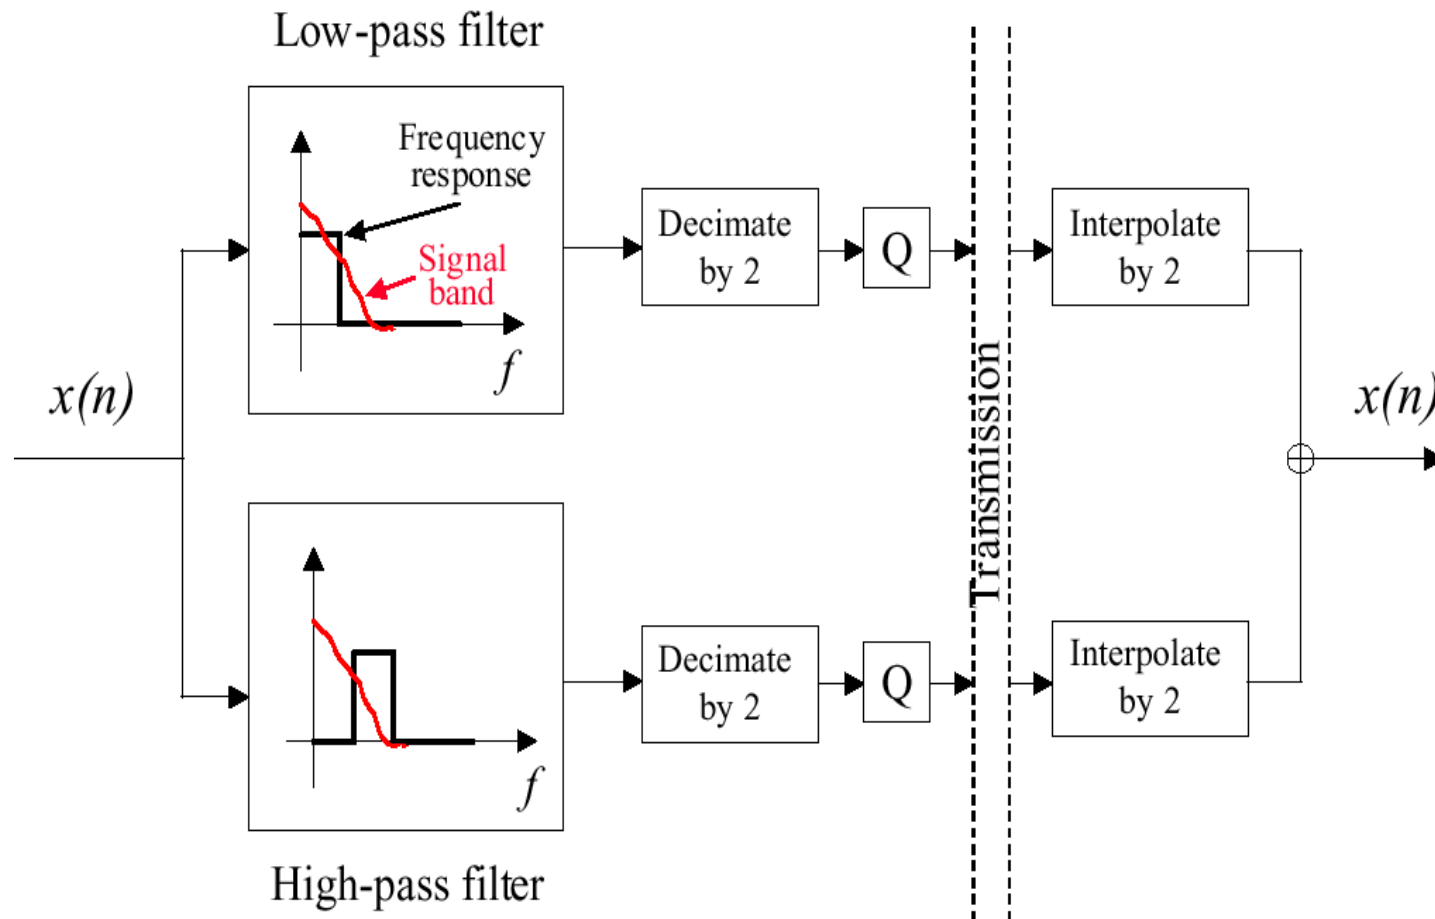 Low-pass filter
Frequency
response
Signal
band
f
Decimate
by 2
Q
Interpolate
by 2
x(n)
Transmission
x(n)
f
Decimate
by 2
Q
Interpolate
by 2
High-pass filter